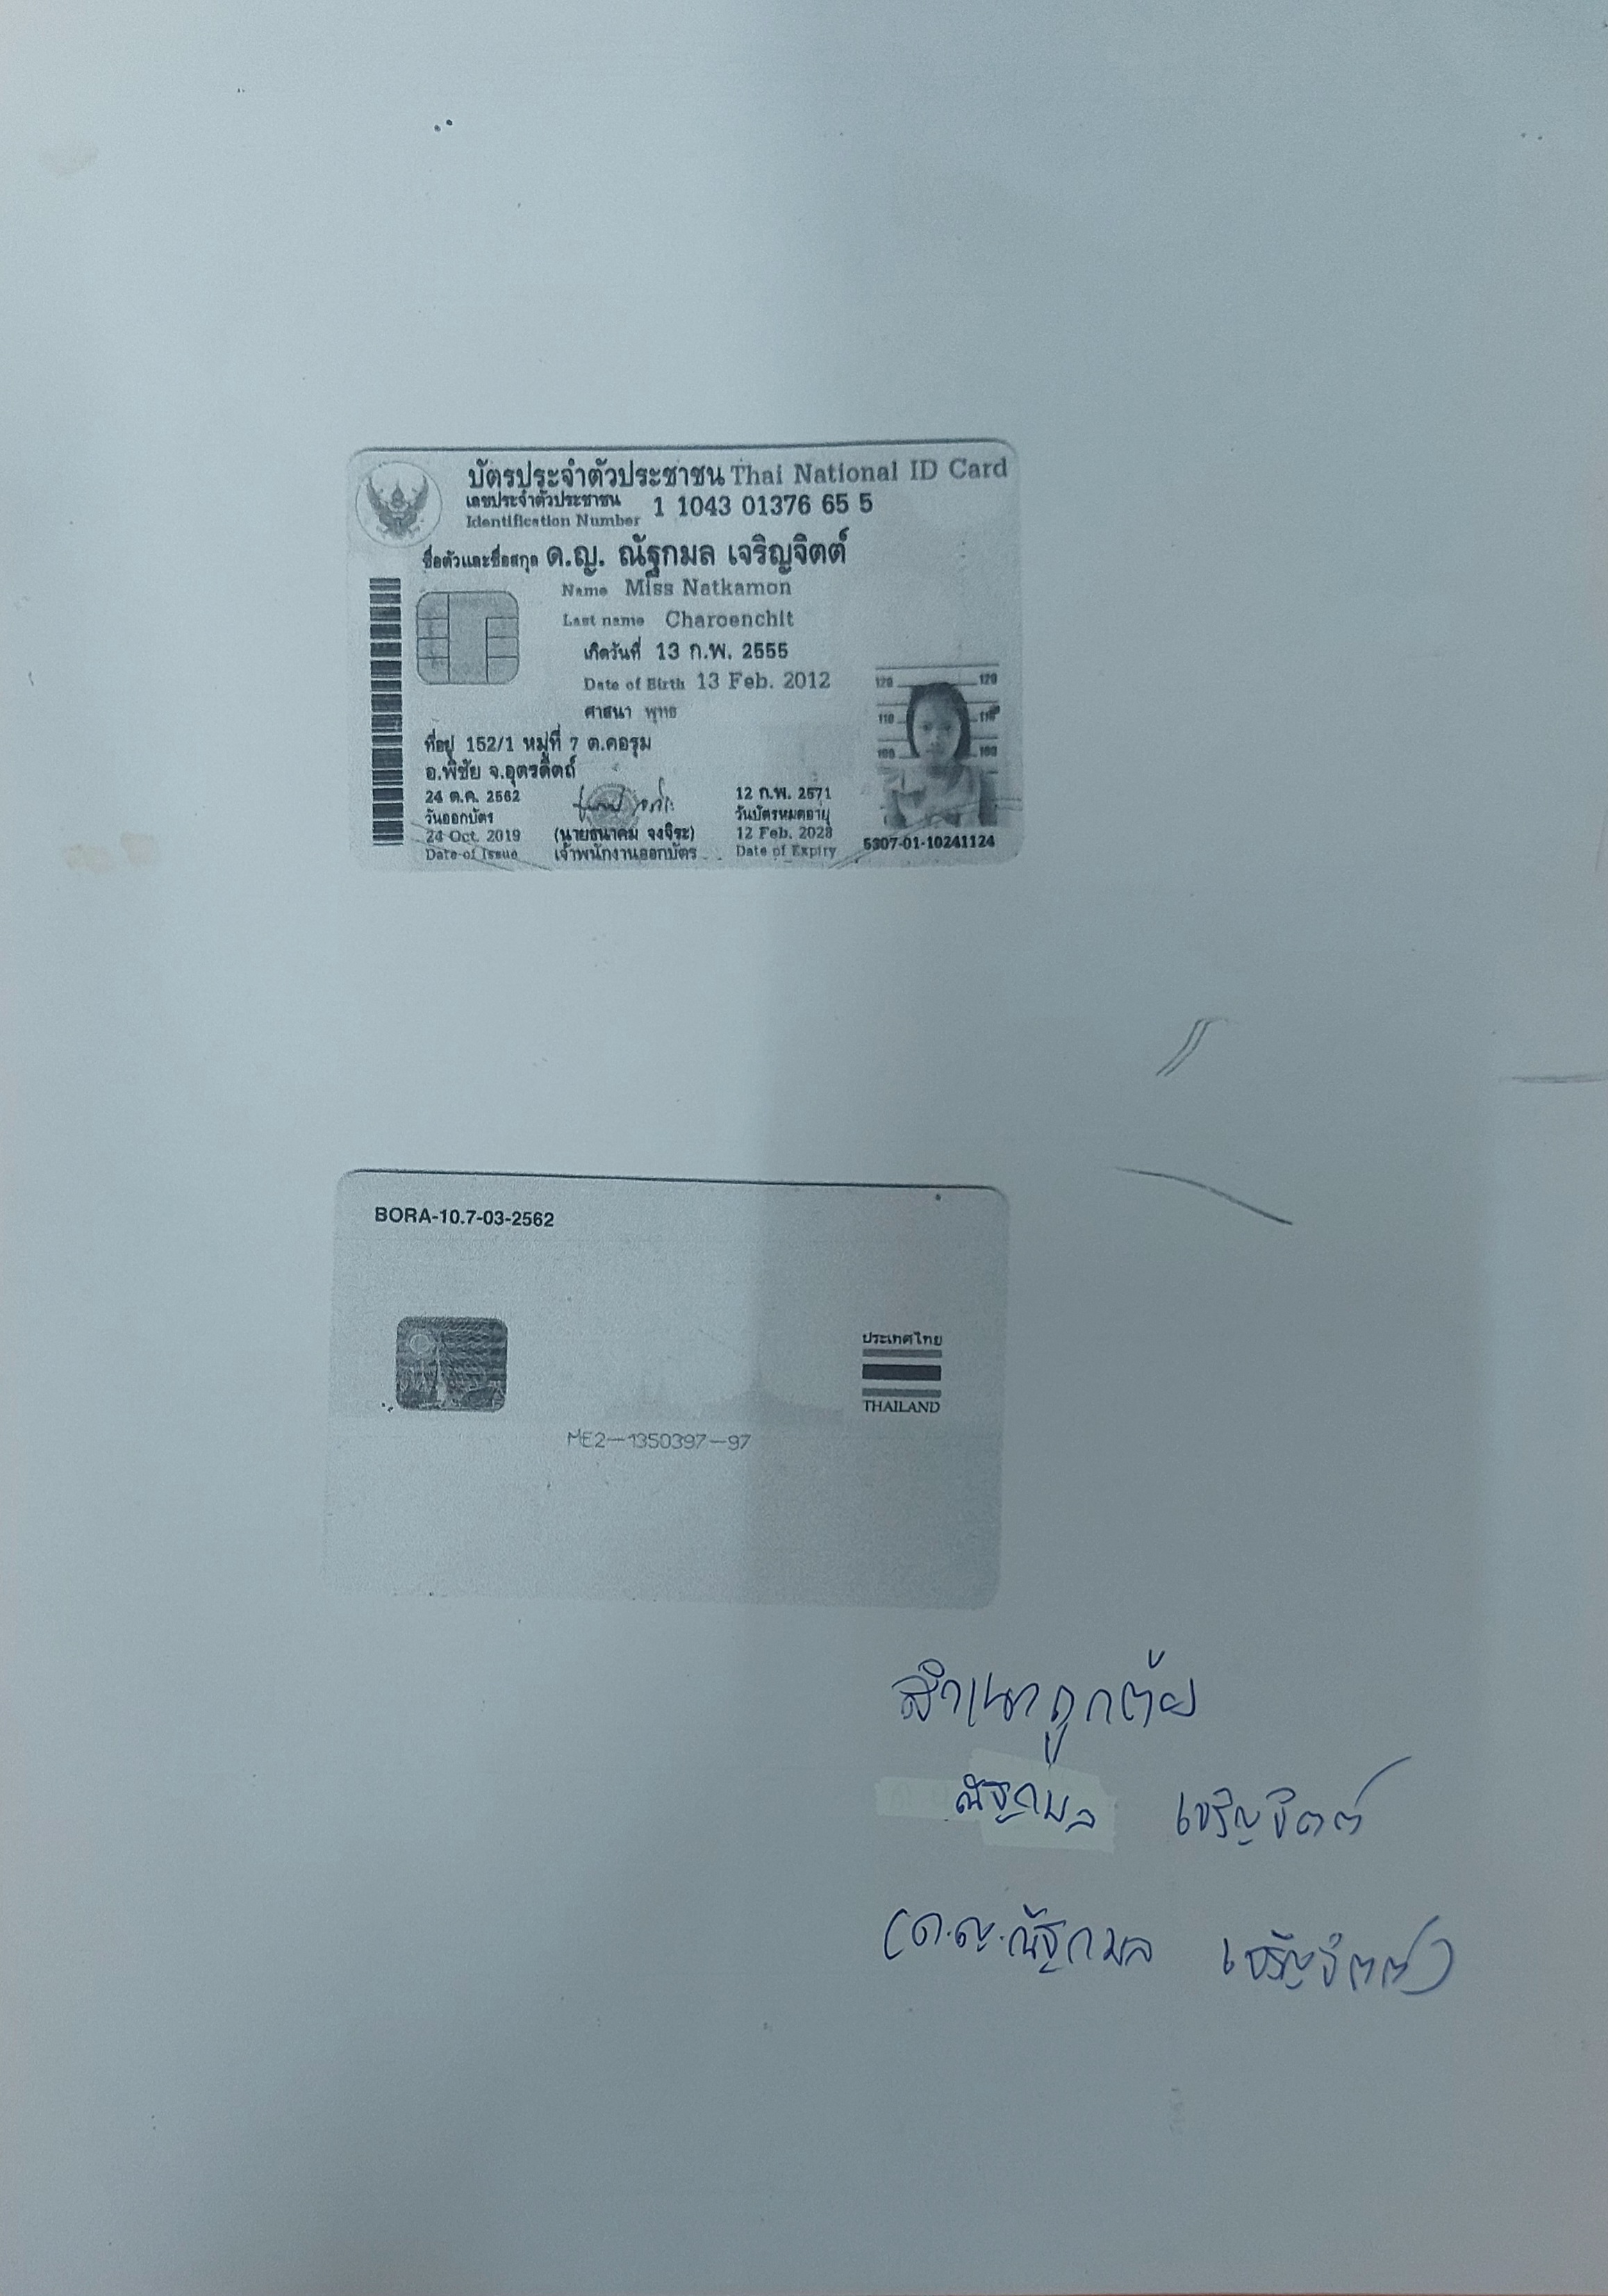 บัตรประจำตัวประชาชน Thai National ID Card
เลขประจำตัวประชาชน
Identification Number 1 1043 01376 65 5
ชื่อตัวและชื่อสกุล ด.ญ. ณัฐกมล เจริญจิตต์
Name Miss Natkamon
Last name Charoenchit
เกิดวันที่ 13 ก.พ. 2555
Date of Birth 13 Feb. 2012
ศาสนา พุทธ
ที่อยู่ 152/1 หมู่ที่ 7 ต.คอรุม
อ.พิชัย จ.อุตรดิตถ์
24 ต.ค. 2562
วันออกบัตร
24 Oct. 2019
Date of Issue
(นายธนาคม จงจิระ)
เจ้าพนักงานออกบัตร
12 ก.พ. 2571
วันบัตรหมดอายุ
12 Feb. 2028
Date of Expiry
120 120
110 110
100 100
5307-01-10241124
BORA-10.7-03-2562
ประเทศไทย
THAILAND
ME2-1350397-97
สำเนาถูกต้อง
ณัฐกมล เจริญจิตต์
(ด.ญ.ณัฐกมล เจริญจิตต์)